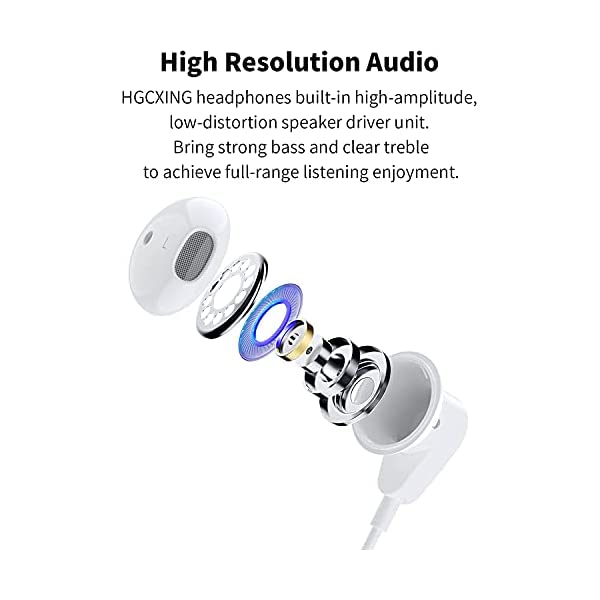 High Resolution Audio
HGCXING headphones built-in high-amplitude,
low-distortion speaker driver unit.
Bring strong bass and clear treble
to achieve full-range listening enjoyment.
L